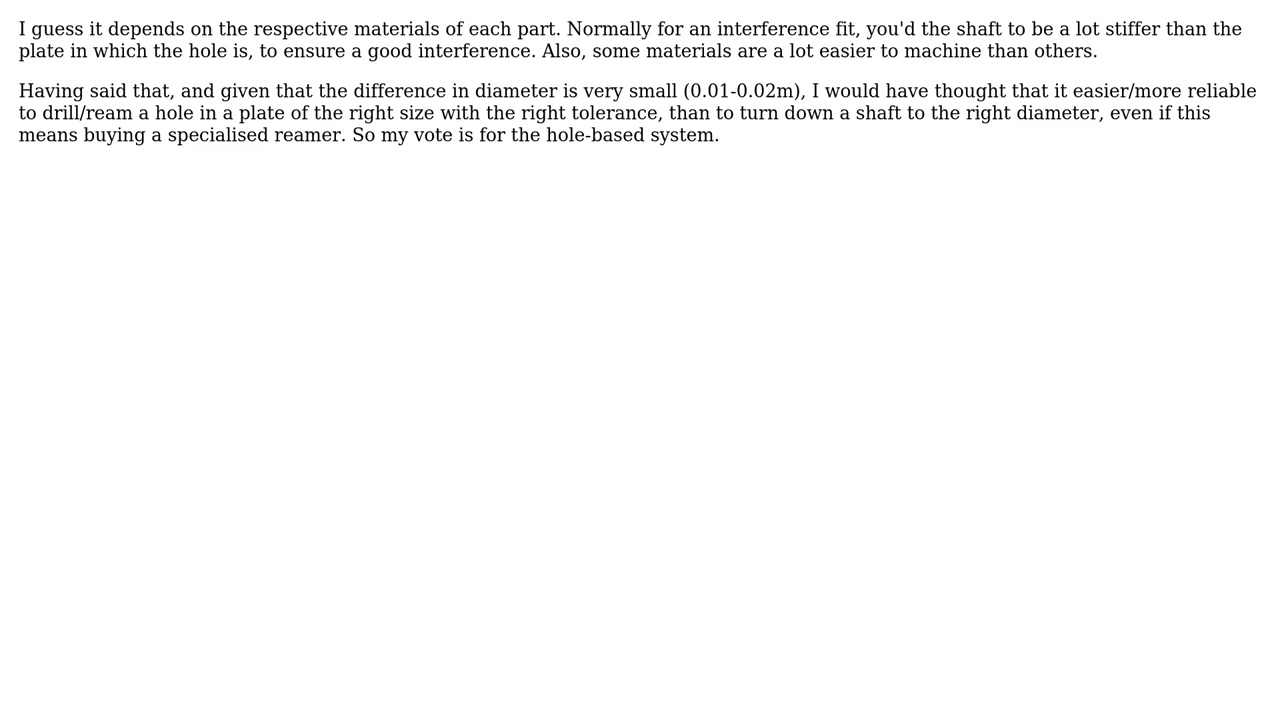 I guess it depends on the respective materials of each part. Normally for an interference fit, you'd the shaft to be a lot stiffer than the
plate in which the hole is, to ensure a good interference. Also, some materials are a lot easier to machine than others.
Having said that, and given that the difference in diameter is very small (0.01-0.02m), I would have thought that it easier/more reliable
to drill/ream a hole in a plate of the right size with the right tolerance, than to turn down a shaft to the right diameter, even if this
means buying a specialised reamer. So my vote is for the hole-based system.